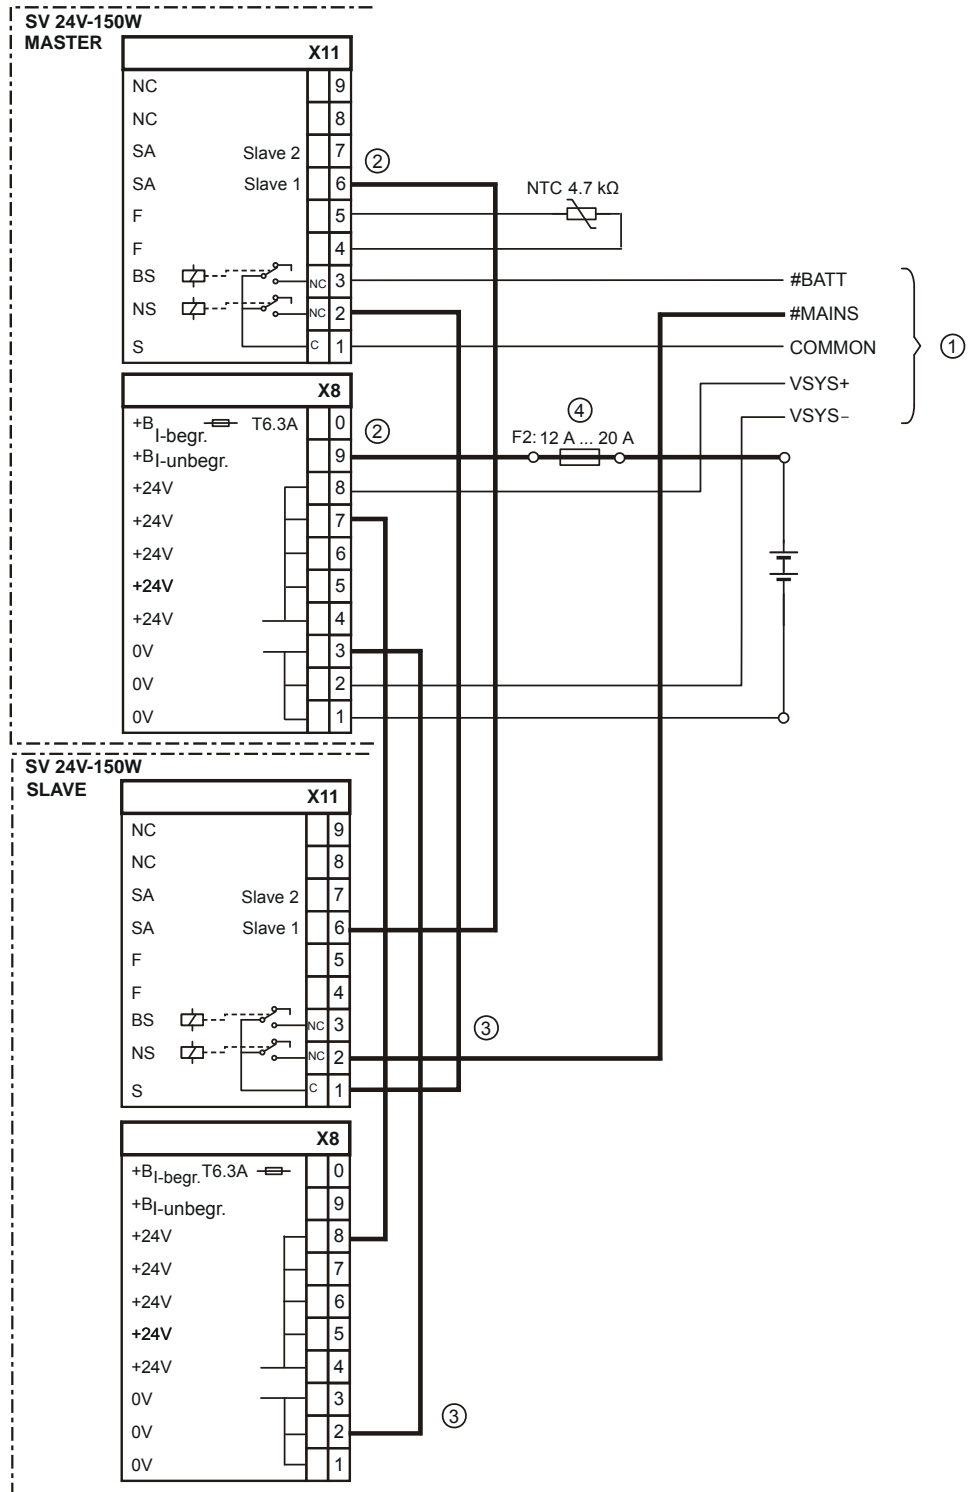 SV 24V-150W
MASTER
X11
NC 9
NC 8
SA Slave 2 7 ②
SA Slave 1 6
NTC 4.7 kΩ
F 5
F 4
BS NC 3 #BATT
NS NC 2 #MAINS
S C 1 COMMON ①
X8
VSYS+
VSYS−
+B I-begr. T6.3A 0 ②
④
F2: 12 A ... 20 A
+B I-unbegr. 9
+24V 8
+24V 7
+24V 6
+24V 5
+24V 4
0V 3
0V 2
0V 1
SV 24V-150W
SLAVE
X11
NC 9
NC 8
SA Slave 2 7
SA Slave 1 6
F 5
F 4
BS NC 3 ③
NS NC 2
S C 1
X8
+B I-begr. T6.3A 0
+B I-unbegr. 9
+24V 8
+24V 7
+24V 6
+24V 5
+24V 4
0V 3
0V 2 ③
0V 1